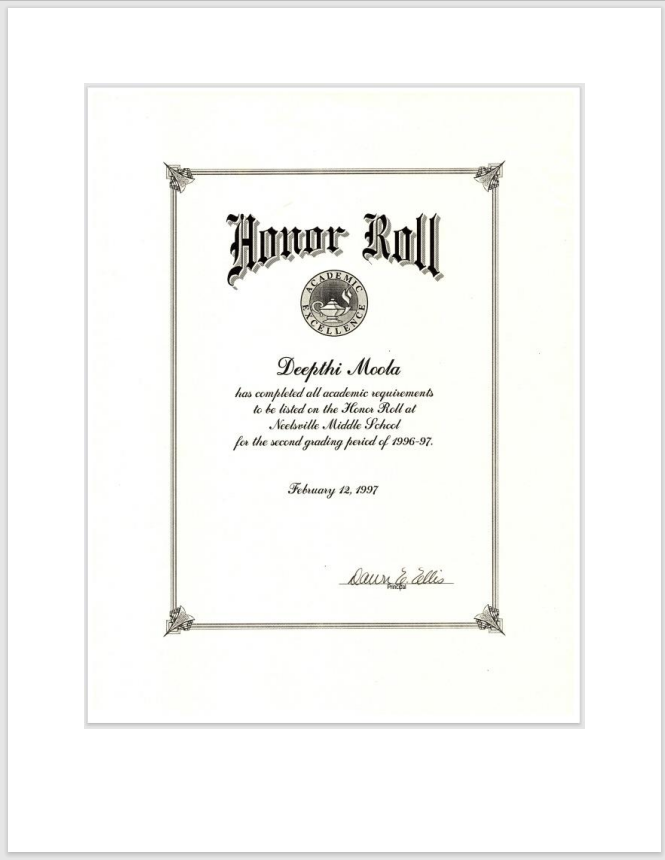 Honor Roll
ACADEMIC
EXCELLENCE
Deepthi Moola
has completed all academic requirements
to be listed on the Honor Roll at
Neelsville Middle School
for the second grading period of 1996-97.
February 12, 1997
Dawn E. Ellis
Principal